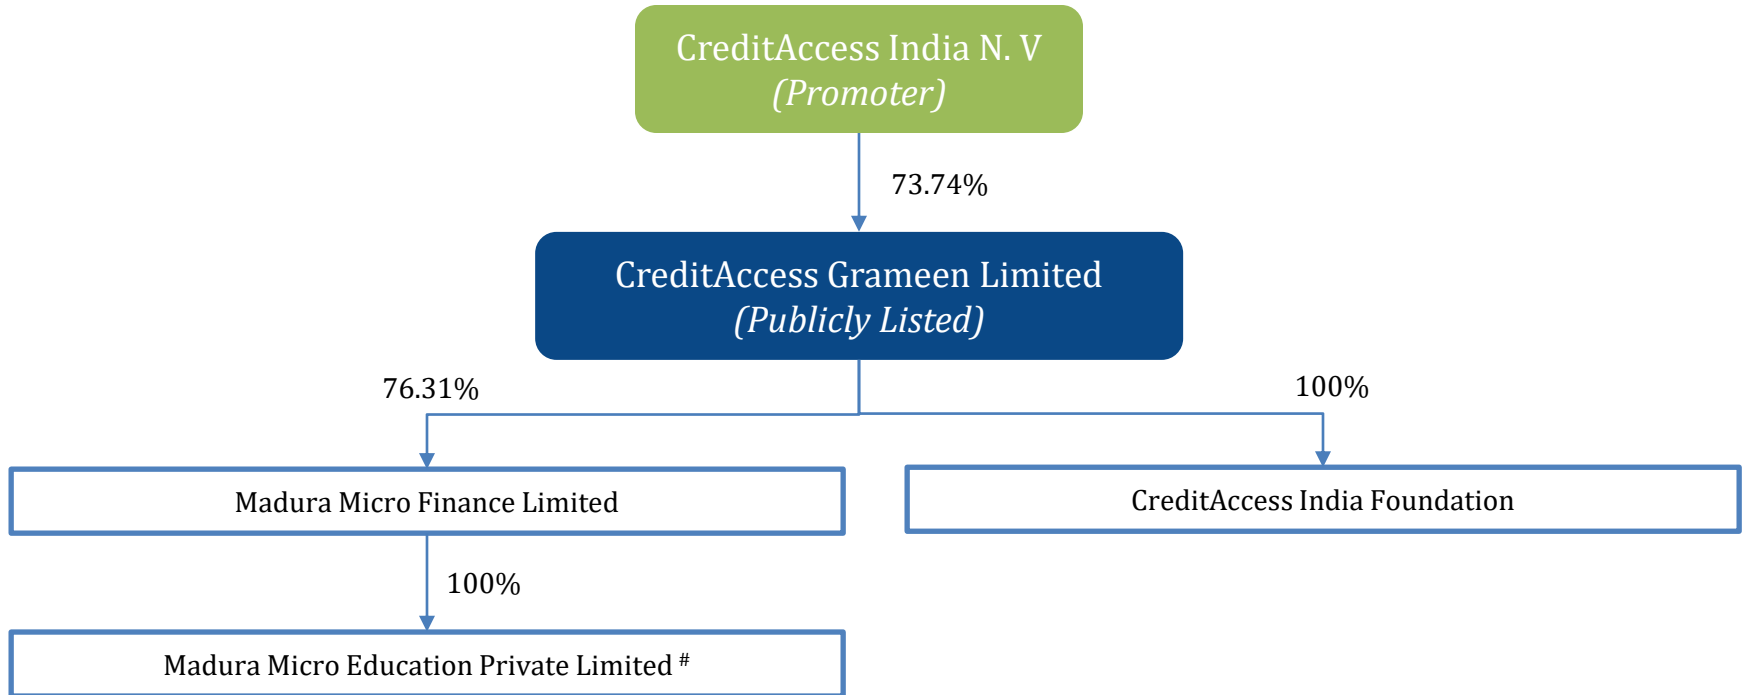 CreditAccess India N. V
(Promoter)
73.74%
CreditAccess Grameen Limited
(Publicly Listed)
76.31%
100%
Madura Micro Finance Limited
CreditAccess India Foundation
100%
Madura Micro Education Private Limited #